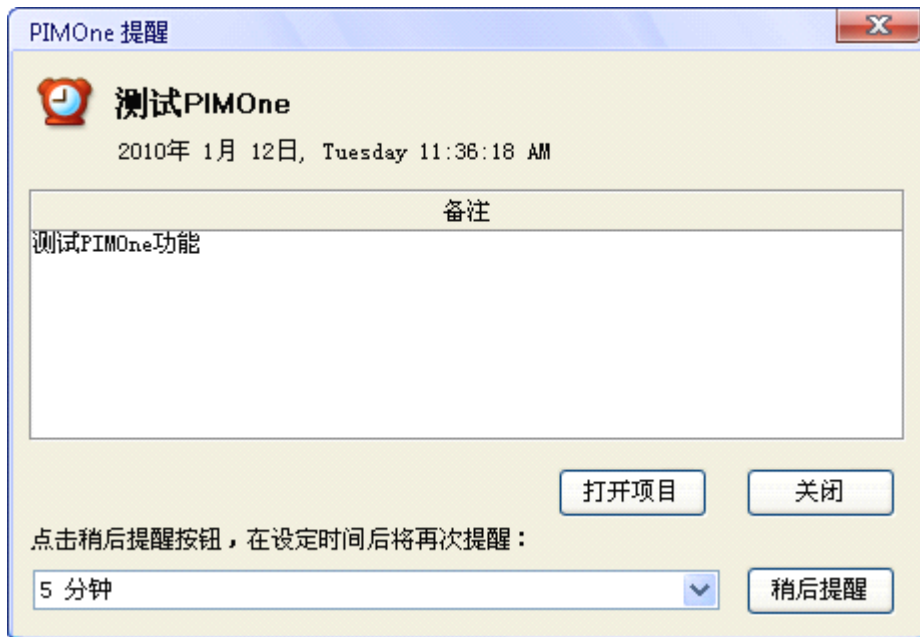 PIMOne 提醒
测试PIMOne
2010年 1月 12日, Tuesday 11:36:18 AM
备注
测试PIMOne功能
打开项目 关闭
点击稍后提醒按钮，在设定时间后将再次提醒：
5 分钟 稍后提醒